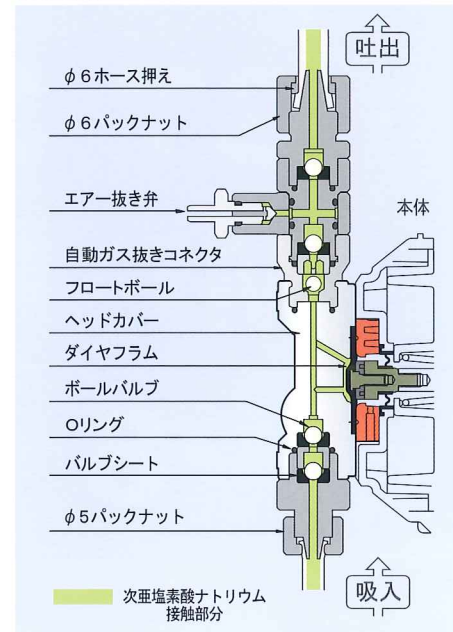 吐出
φ6ホース押え
φ6パックナット
エアー抜き弁
本体
自動ガス抜きコネクタ
フロートボール
ヘッドカバー
ダイヤフラム
ボールバルブ
Oリング
バルブシート
φ5パックナット
吸入
次亜塩素酸ナトリウム
接触部分